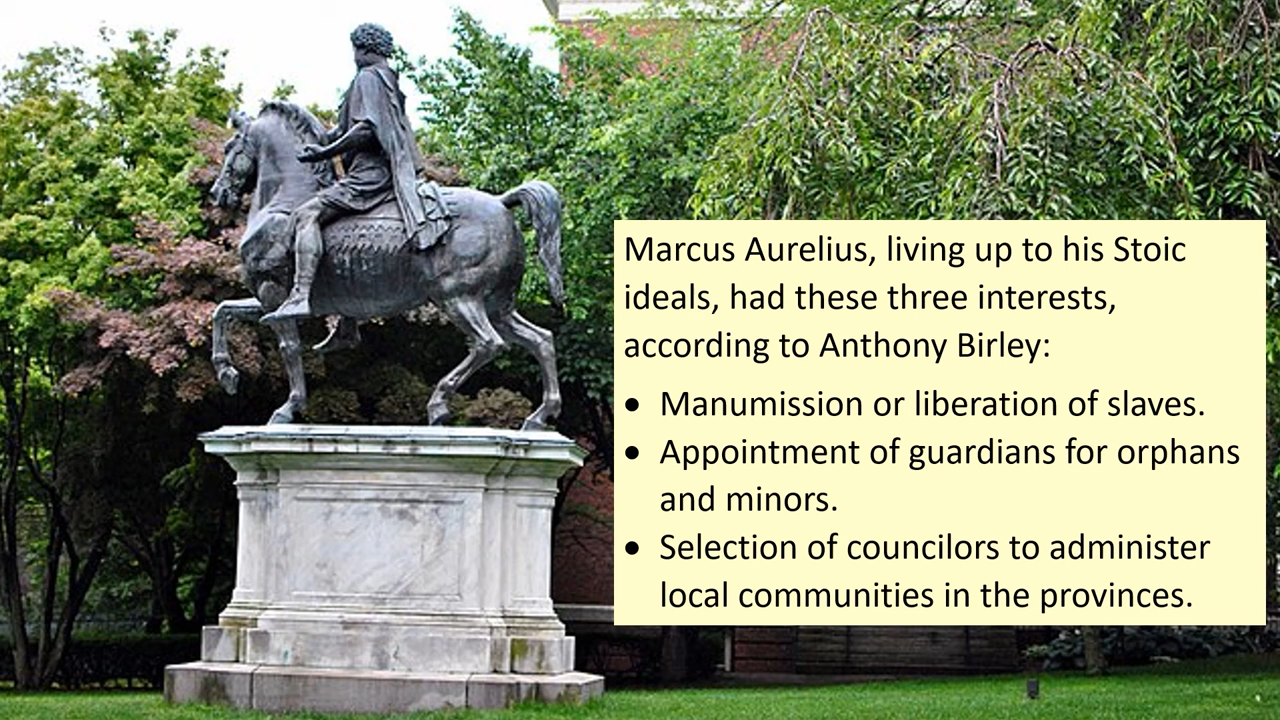 Marcus Aurelius, living up to his Stoic
ideals, had these three interests,
according to Anthony Birley:
• Manumission or liberation of slaves.
• Appointment of guardians for orphans
and minors.
• Selection of councilors to administer
local communities in the provinces.